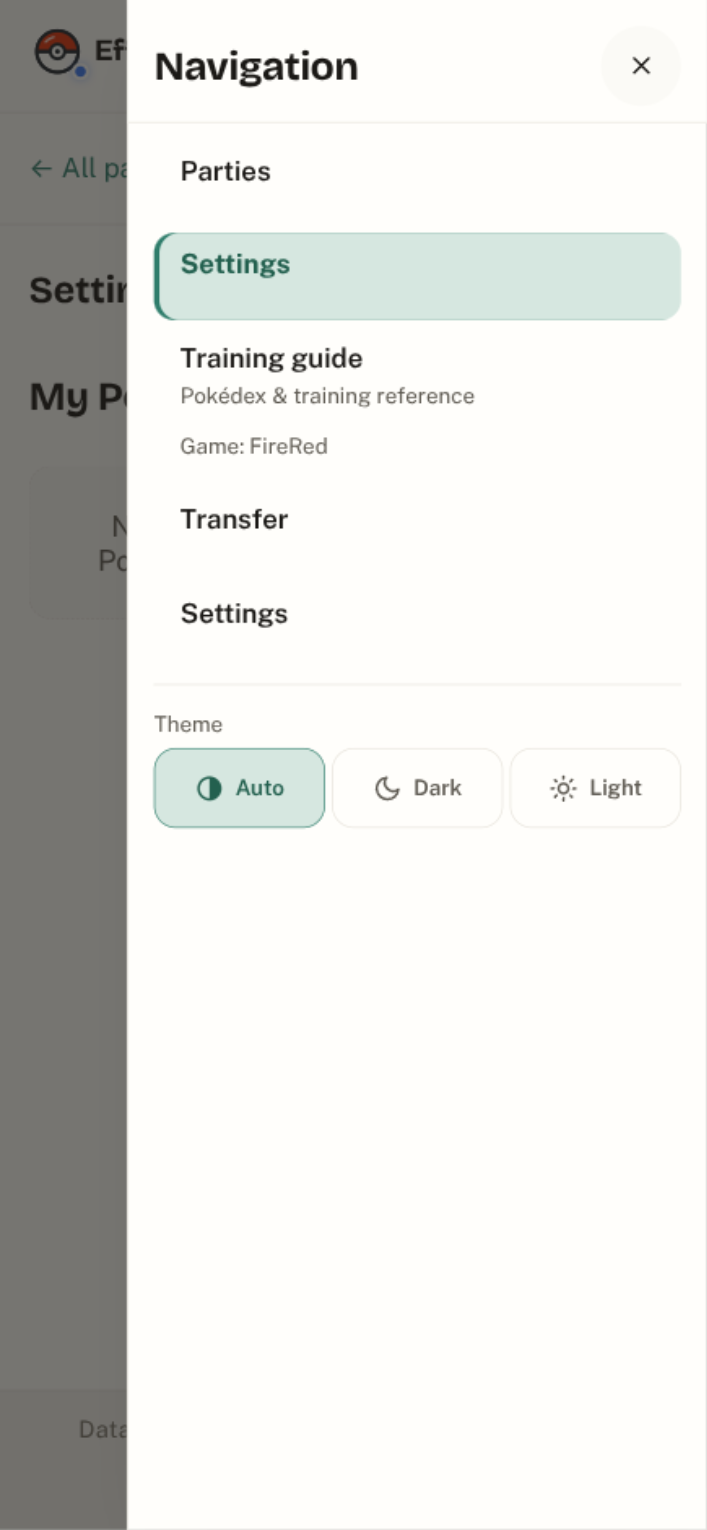 Navigation
← All pa
Parties
Settings
Training guide
Pokédex & training reference
Game: FireRed
Transfer
Settings
Theme
Auto
Dark
Light
Ef
Settin
My P
N
Po
Data